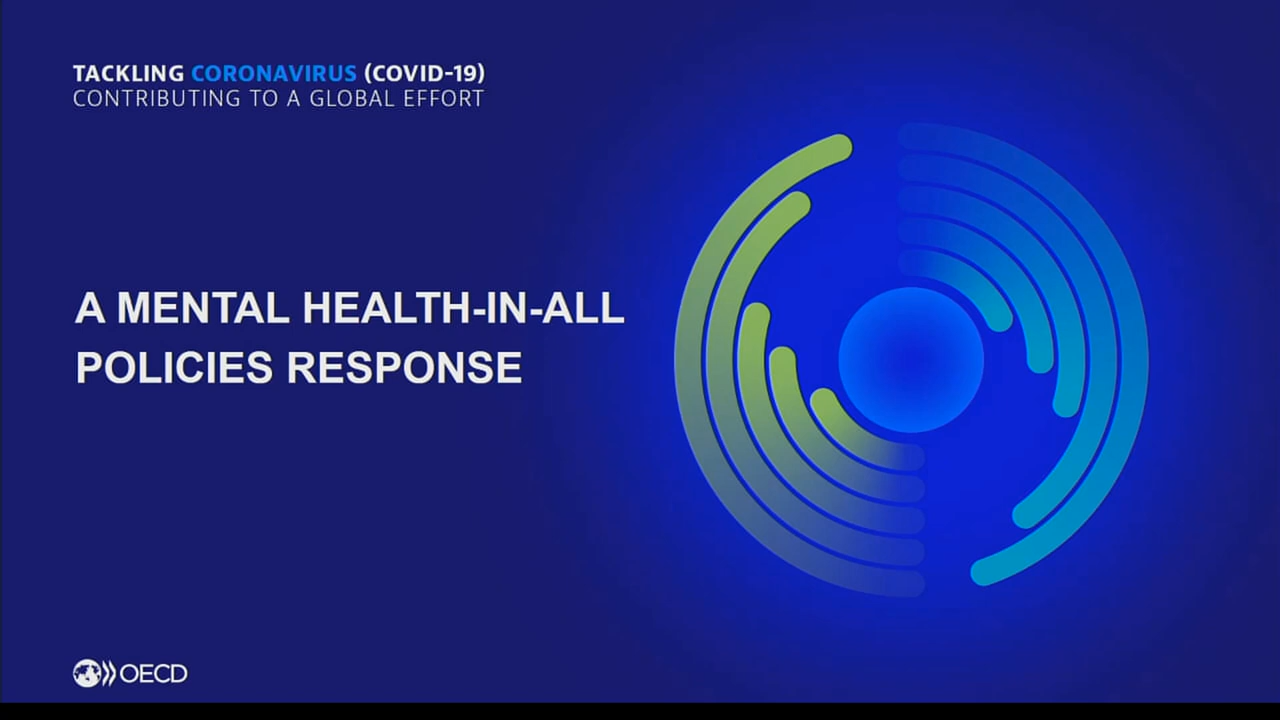 TACKLING CORONAVIRUS (COVID-19)
CONTRIBUTING TO A GLOBAL EFFORT
A MENTAL HEALTH-IN-ALL
POLICIES RESPONSE
OECD